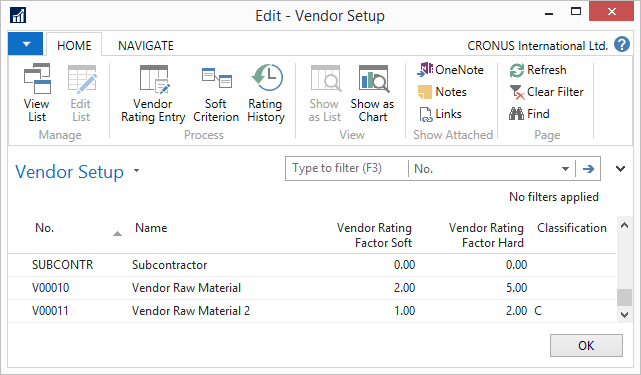 Edit - Vendor Setup
HOME NAVIGATE CRONUS International Ltd. ?
View List
Edit List
Manage
Vendor Rating Entry
Soft Criterion
Rating History
Process
Show as List
Show as Chart
View
OneNote
Notes
Links
Show Attached
Refresh
Clear Filter
Find
Page
Vendor Setup
Type to filter (F3) No.
No filters applied
No. Name Vendor Rating Factor Soft Vendor Rating Factor Hard Classification
SUBCONTR Subcontractor 0.00 0.00
V00010 Vendor Raw Material 2.00 5.00
V00011 Vendor Raw Material 2 1.00 2.00 C
OK